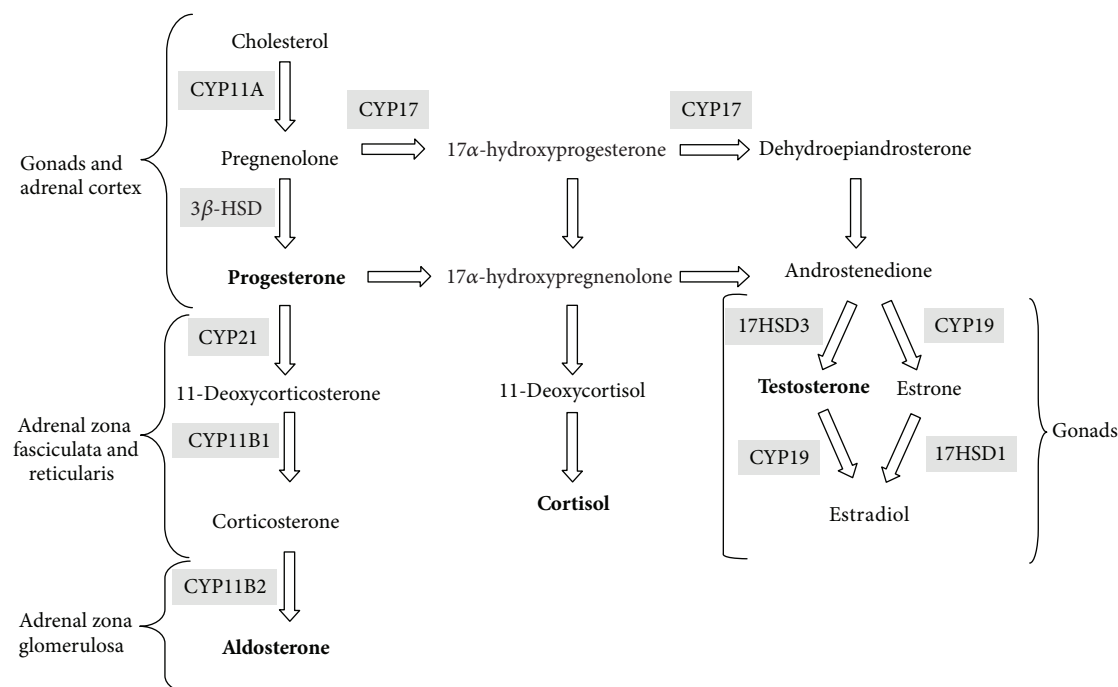 Cholesterol
CYP11A
CYP17
CYP17
Gonads and
adrenal cortex
Pregnenolone
17α-hydroxyprogesterone
Dehydroepiandrosterone
3β-HSD
Progesterone
17α-hydroxypregnenolone
Androstenedione
CYP21
17HSD3
CYP19
11-Deoxycorticosterone
11-Deoxycortisol
Testosterone
Estrone
Adrenal zona
fasciculata and
reticularis
CYP11B1
CYP19
17HSD1
Gonads
Corticosterone
Cortisol
Estradiol
CYP11B2
Adrenal zona
glomerulosa
Aldosterone